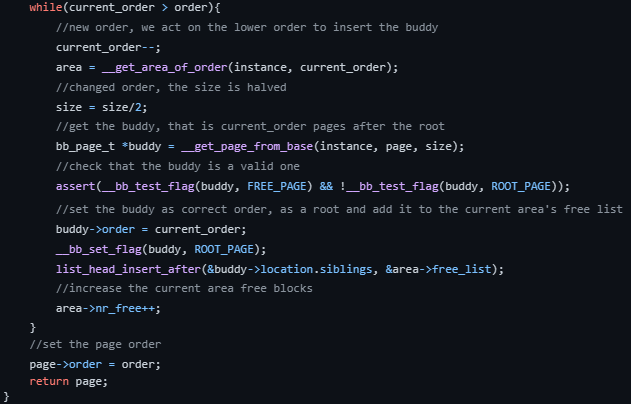 while(current_order > order){
//new order, we act on the lower order to insert the buddy
current_order--;
area = __get_area_of_order(instance, current_order);
//changed order, the size is halved
size = size/2;
//get the buddy, that is current_order pages after the root
bb_page_t *buddy = __get_page_from_base(instance, page, size);
//check that the buddy is a valid one
assert(__bb_test_flag(buddy, FREE_PAGE) && !__bb_test_flag(buddy, ROOT_PAGE));
//set the buddy as correct order, as a root and add it to the current area's free list
buddy->order = current_order;
__bb_set_flag(buddy, ROOT_PAGE);
list_head_insert_after(&buddy->location.siblings, &area->free_list);
//increase the current area free blocks
area->nr_free++;
}
//set the page order
page->order = order;
return page;
}